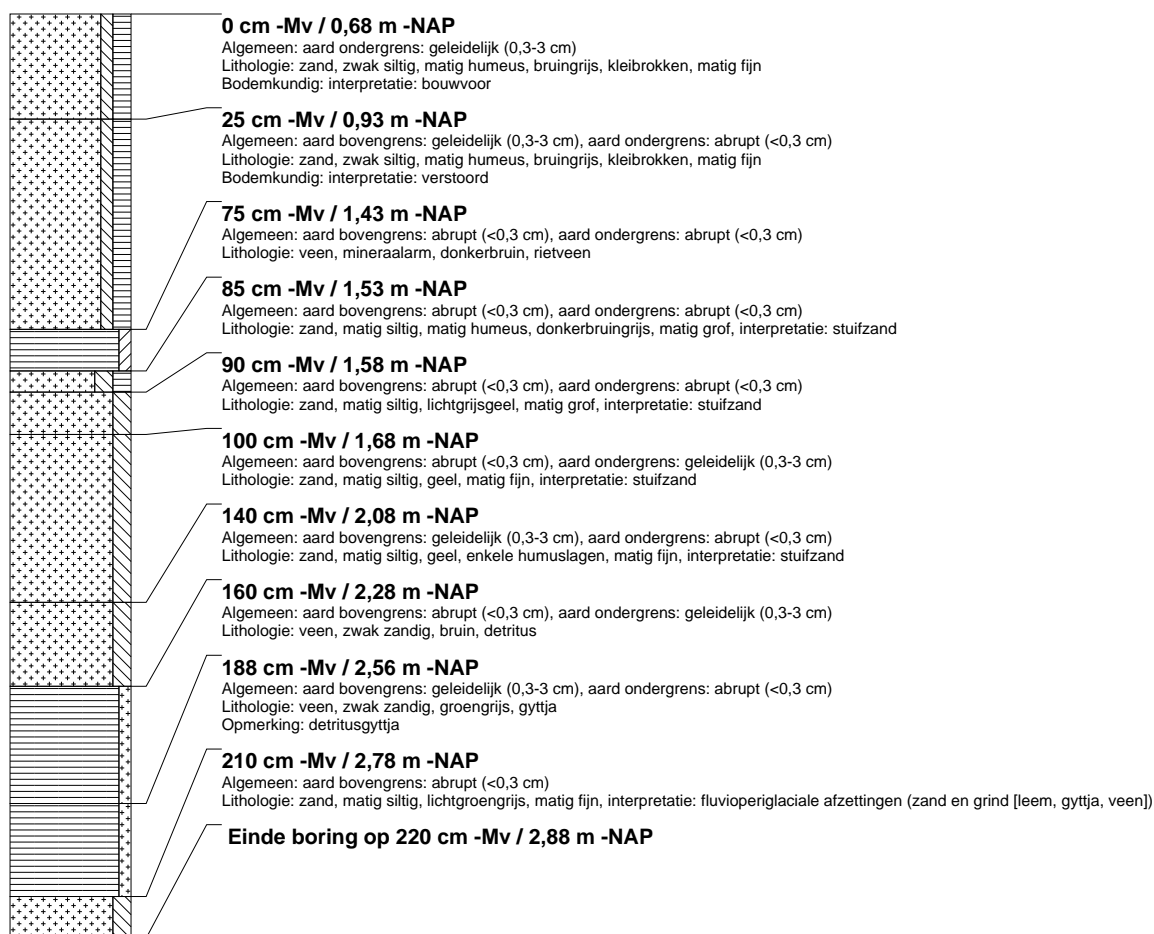 0 cm -Mv / 0,68 m -NAP
Algemeen: aard ondergrens: geleidelijk (0,3-3 cm)
Lithologie: zand, zwak siltig, matig humeus, bruingrijs, kleibrokken, matig fijn
Bodemkundig: interpretatie: bouwvoor
25 cm -Mv / 0,93 m -NAP
Algemeen: aard bovengrens: geleidelijk (0,3-3 cm), aard ondergrens: abrupt (<0,3 cm)
Lithologie: zand, zwak siltig, matig humeus, bruingrijs, kleibrokken, matig fijn
Bodemkundig: interpretatie: verstoord
75 cm -Mv / 1,43 m -NAP
Algemeen: aard bovengrens: abrupt (<0,3 cm), aard ondergrens: abrupt (<0,3 cm)
Lithologie: veen, mineraalarm, donkerbruin, rietveen
85 cm -Mv / 1,53 m -NAP
Algemeen: aard bovengrens: abrupt (<0,3 cm), aard ondergrens: abrupt (<0,3 cm)
Lithologie: zand, matig siltig, matig humeus, donkerbruingrijs, matig grof, interpretatie: stuifzand
90 cm -Mv / 1,58 m -NAP
Algemeen: aard bovengrens: abrupt (<0,3 cm), aard ondergrens: abrupt (<0,3 cm)
Lithologie: zand, matig siltig, lichtgrijsgeel, matig grof, interpretatie: stuifzand
100 cm -Mv / 1,68 m -NAP
Algemeen: aard bovengrens: abrupt (<0,3 cm), aard ondergrens: geleidelijk (0,3-3 cm)
Lithologie: zand, matig siltig, geel, matig fijn, interpretatie: stuifzand
140 cm -Mv / 2,08 m -NAP
Algemeen: aard bovengrens: geleidelijk (0,3-3 cm), aard ondergrens: abrupt (<0,3 cm)
Lithologie: zand, matig siltig, geel, enkele humuslagen, matig fijn, interpretatie: stuifzand
160 cm -Mv / 2,28 m -NAP
Algemeen: aard bovengrens: abrupt (<0,3 cm), aard ondergrens: geleidelijk (0,3-3 cm)
Lithologie: veen, zwak zandig, bruin, detritus
188 cm -Mv / 2,56 m -NAP
Algemeen: aard bovengrens: geleidelijk (0,3-3 cm), aard ondergrens: abrupt (<0,3 cm)
Lithologie: veen, zwak zandig, groengrijs, gyttja
Opmerking: detritusgyttja
210 cm -Mv / 2,78 m -NAP
Algemeen: aard bovengrens: abrupt (<0,3 cm)
Lithologie: zand, matig siltig, lichtgroengrijs, matig fijn, interpretatie: fluvioperiglaciale afzettingen (zand en grind [leem, gyttja, veen])
Einde boring op 220 cm -Mv / 2,88 m -NAP